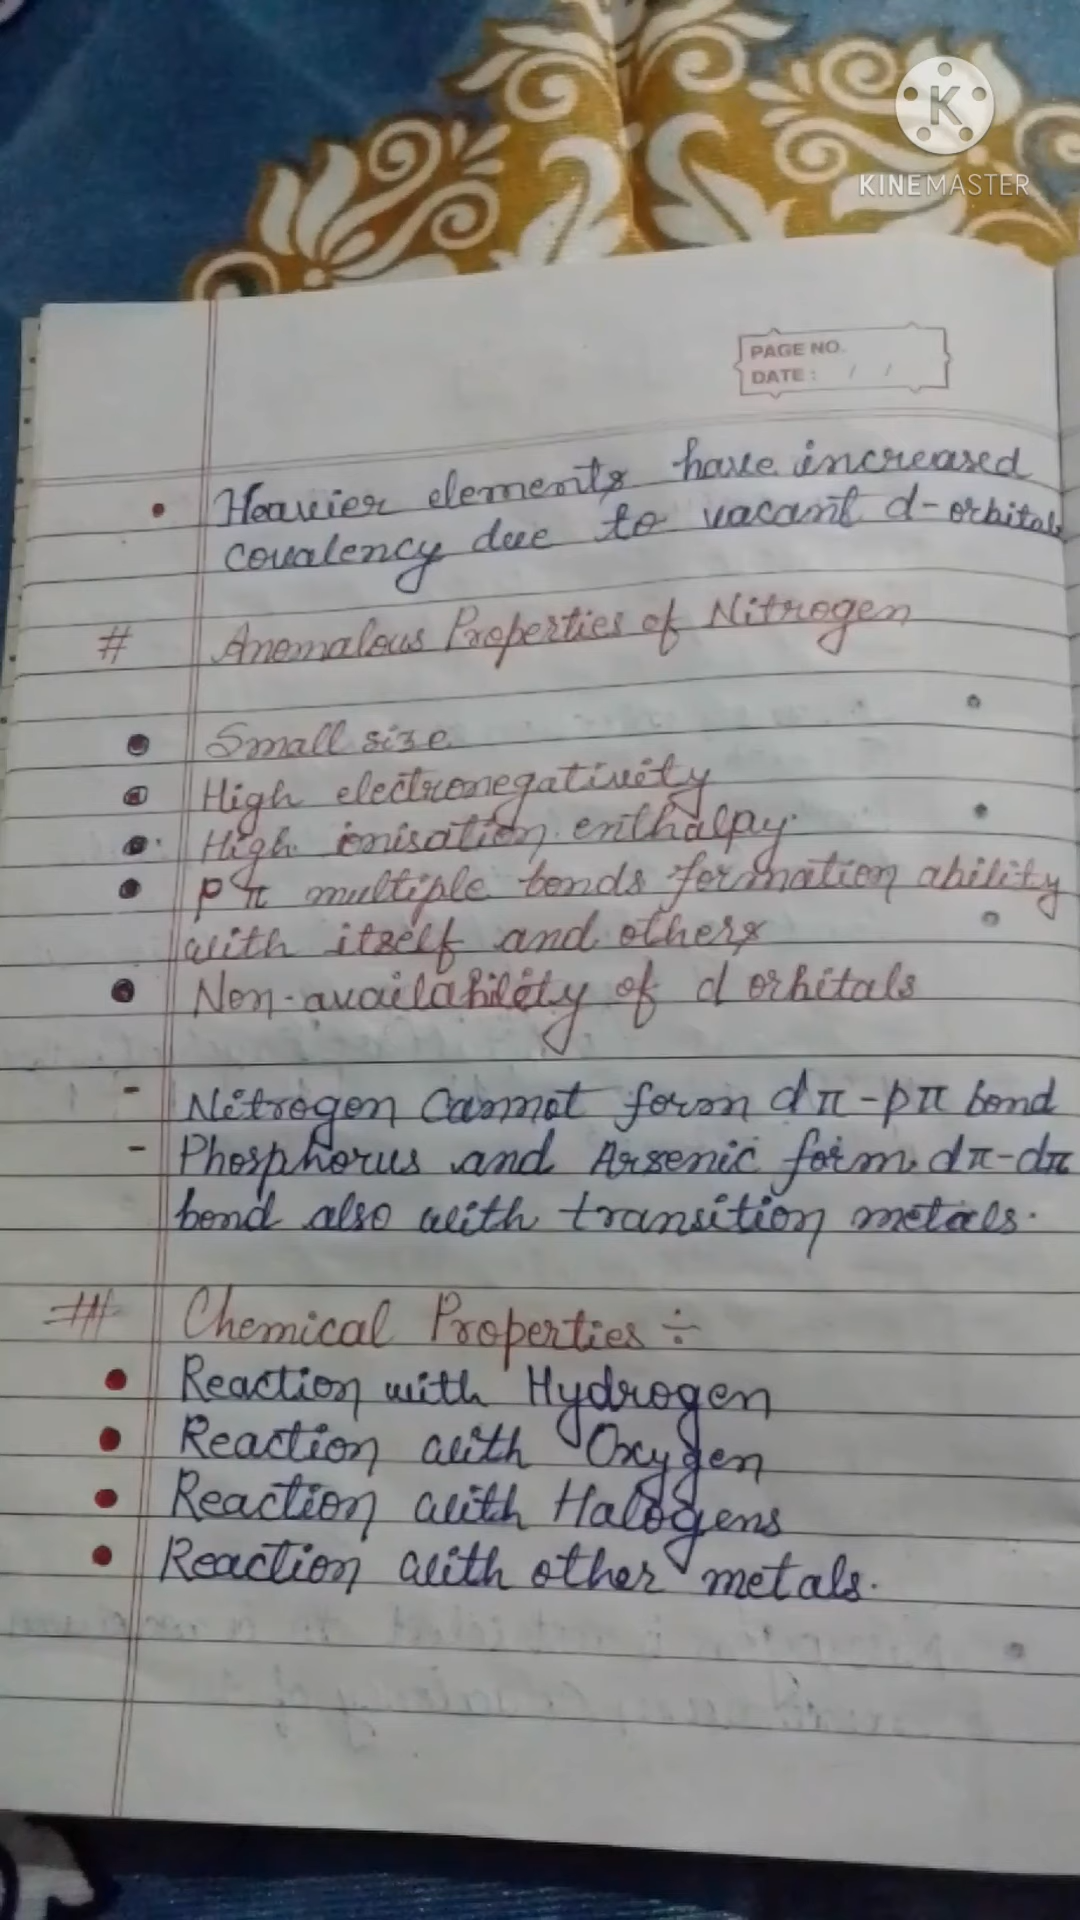 K
KINEMASTER
PAGE NO.
DATE : / /
• Heavier elements have increased
covalency due to vacant d-orbitals
# Anomalous Properties of Nitrogen
• Small size
• High electronegativity
• High ionisation enthalpy.
• pπ multiple bonds formation ability
with itself and others
• Non-availability of d orbitals
- Nitrogen Cannot form dπ-pπ bond
- Phosphorus and Arsenic form dπ-dπ
bond also with transition metals.
# Chemical Properties ÷
• Reaction with Hydrogen
• Reaction with Oxygen
• Reaction with Halogens
• Reaction with other metals.